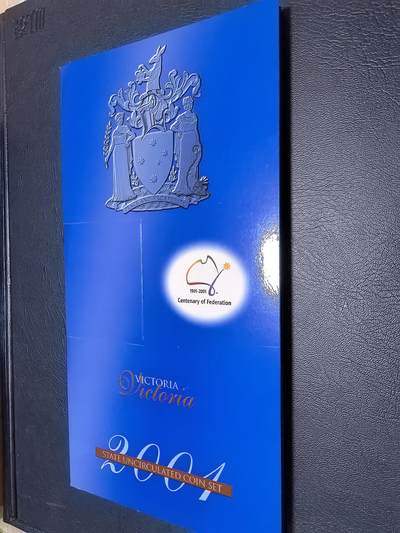 1901-2001
Centenary of Federation
VICTORIA
Victoria
2001
STATE UNCIRCULATED COIN SET